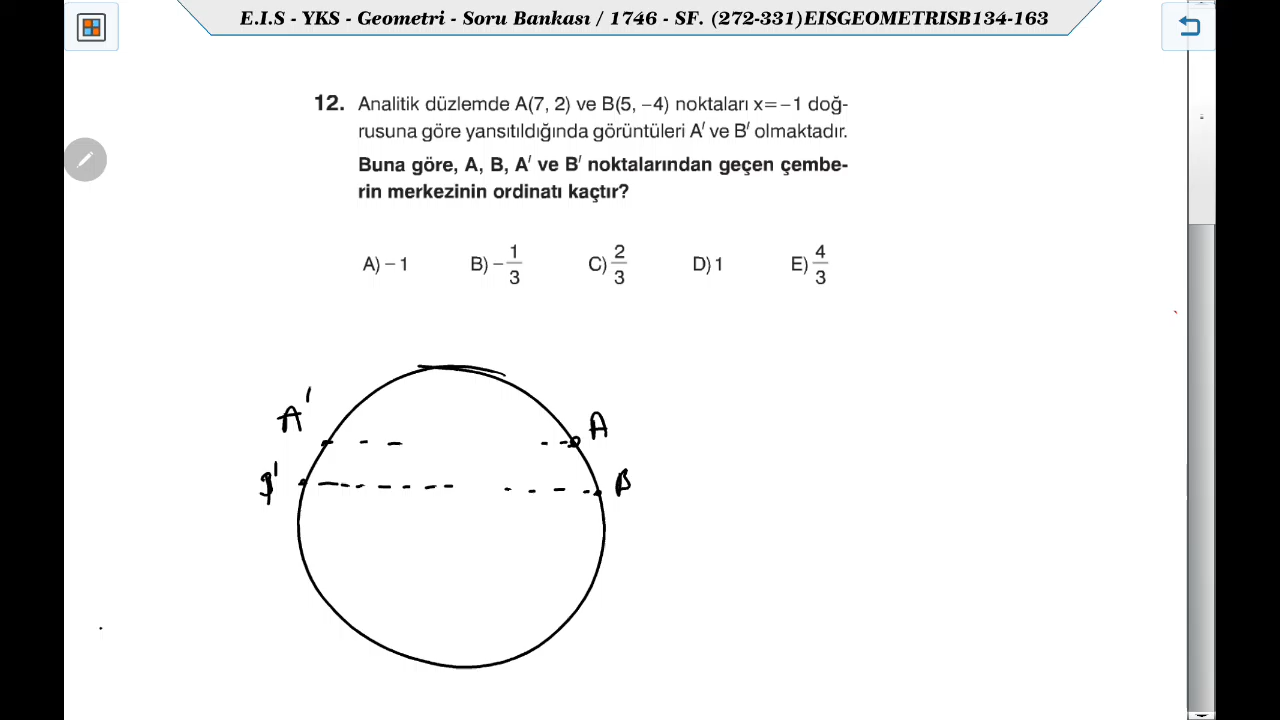 E.I.S - YKS - Geometri - Soru Bankası / 1746 - SF. (272-331)EISGEOMETRISB134-163
12. Analitik düzlemde A(7, 2) ve B(5, −4) noktaları x=−1 doğ-
rusuna göre yansıtıldığında görüntüleri A′ ve B′ olmaktadır.
Buna göre, A, B, A′ ve B′ noktalarından geçen çembe-
rin merkezinin ordinatı kaçtır?
A) −1 B) −1/3 C) 2/3 D) 1 E) 4/3
A′ A
B′ B